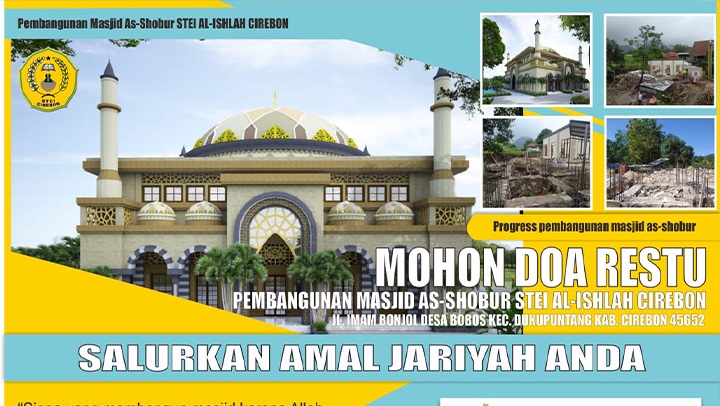 Pembangunan Masjid As-Shobur STEI AL-ISHLAH CIREBON
STEI
CIREBON
Progress pembangunan masjid as-shobur
MOHON DOA RESTU
PEMBANGUNAN MASJID AS-SHOBUR STEI AL-ISHLAH CIREBON
JL. IMAM BONJOL DESA BOBOS KEC. DUKUPUNTANG KAB. CIREBON 45652
SALURKAN AMAL JARIYAH ANDA